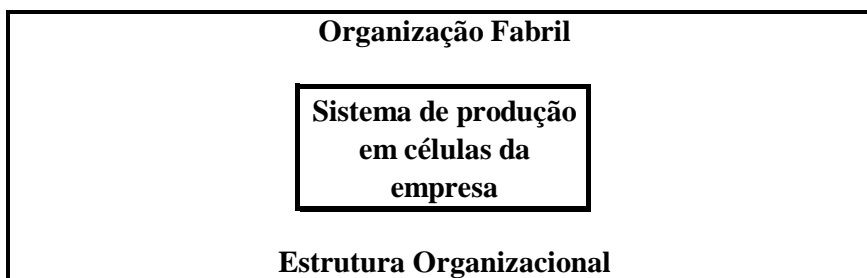 Organização Fabril
Sistema de produção
em células da
empresa
Estrutura Organizacional